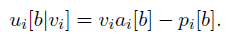 u_i[b|v_i] = v_i a_i[b] − p_i[b].